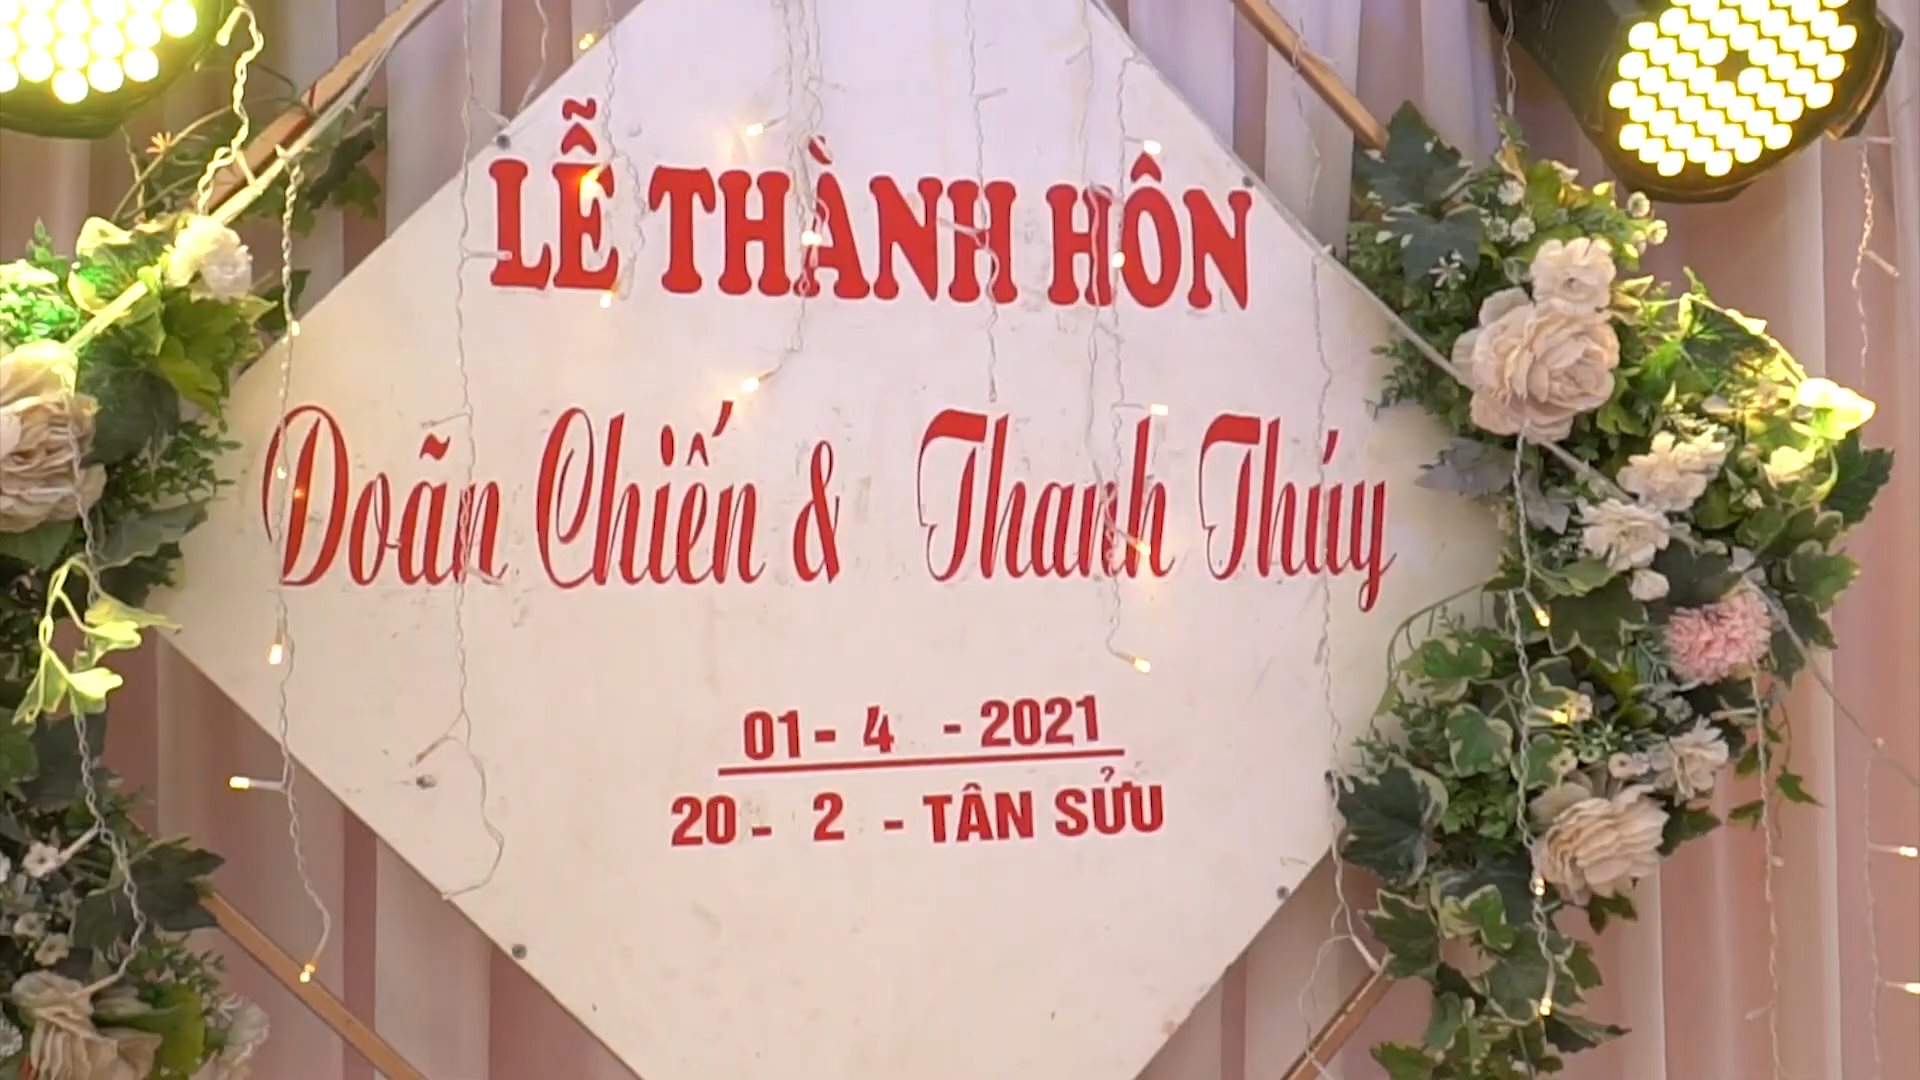 LỄ THÀNH HÔN
Doãn Chiến & Thanh Thúy
01 - 4 - 2021
20 - 2 - TÂN SỬU